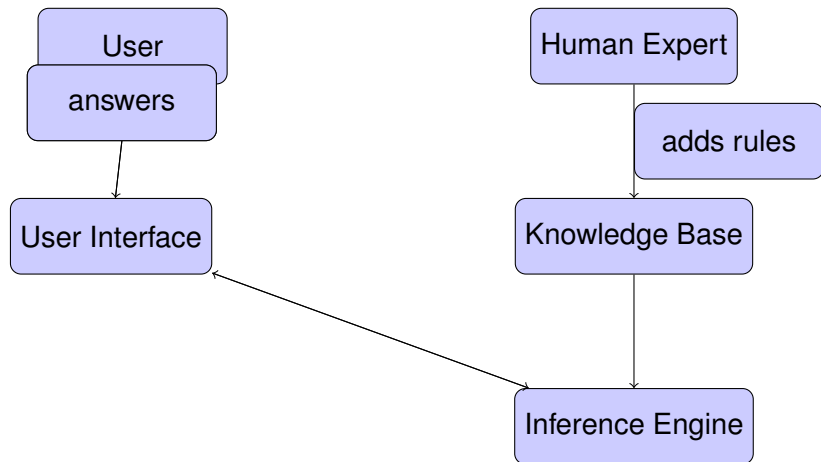 User
answers
Human Expert
adds rules
User Interface
Knowledge Base
Inference Engine